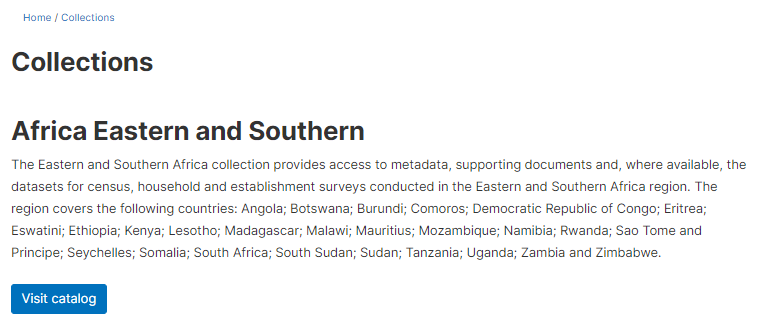 Home / Collections
Collections
Africa Eastern and Southern
The Eastern and Southern Africa collection provides access to metadata, supporting documents and, where available, the
datasets for census, household and establishment surveys conducted in the Eastern and Southern Africa region. The
region covers the following countries: Angola; Botswana; Burundi; Comoros; Democratic Republic of Congo; Eritrea;
Eswatini; Ethiopia; Kenya; Lesotho; Madagascar; Malawi; Mauritius; Mozambique; Namibia; Rwanda; Sao Tome and
Principe; Seychelles; Somalia; South Africa; South Sudan; Sudan; Tanzania; Uganda; Zambia and Zimbabwe.
Visit catalog